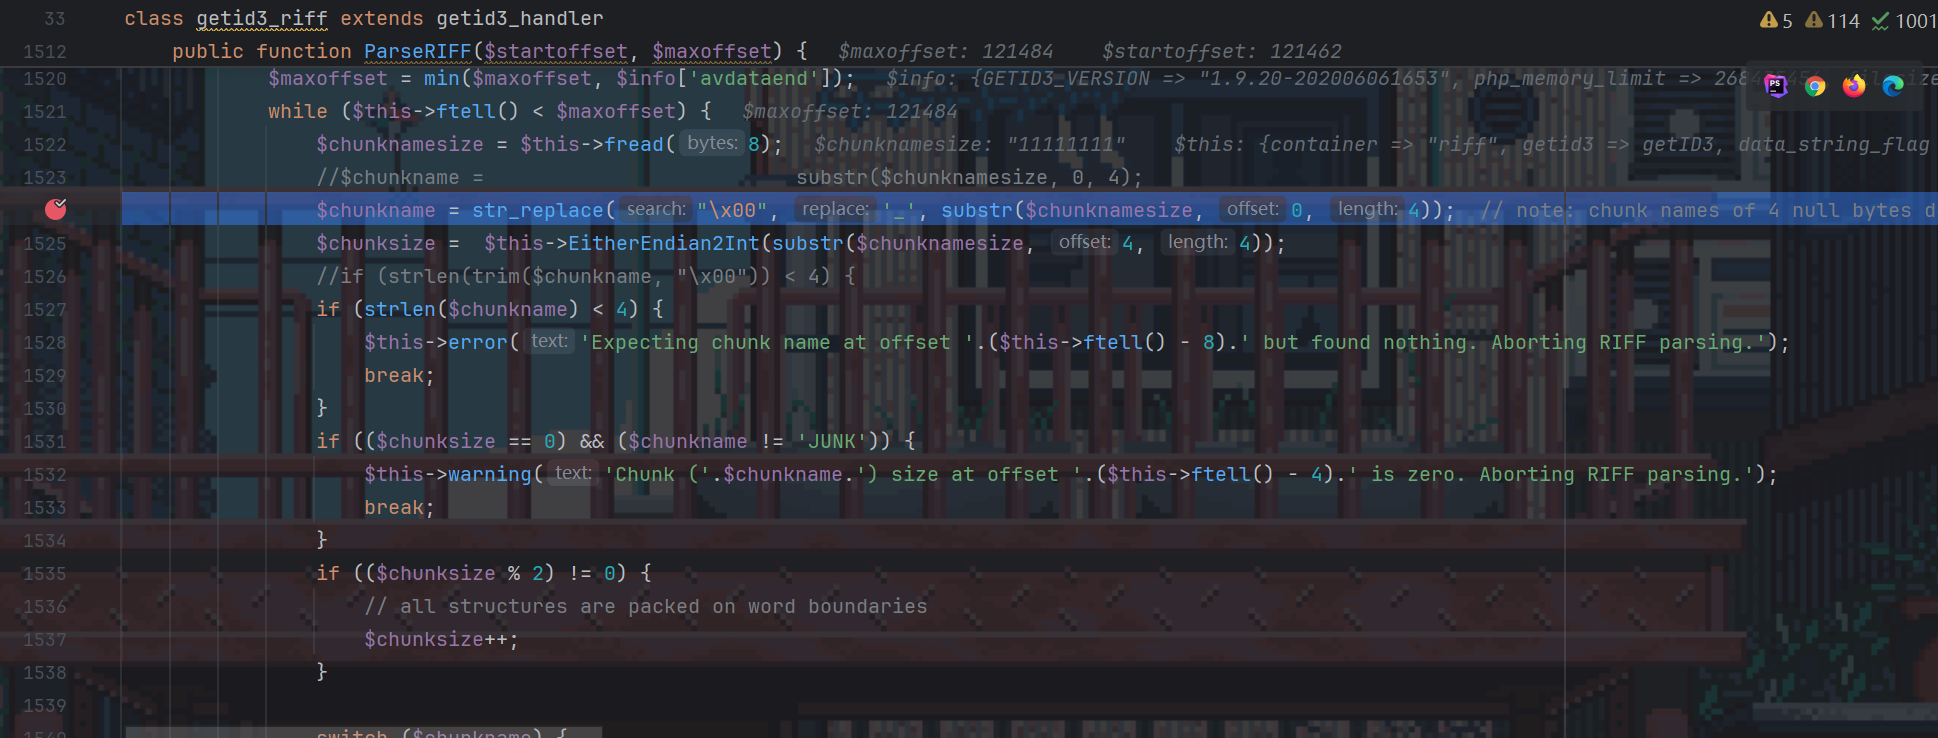 33 class getid3_riff extends getid3_handler 5 114 1001
1512 public function ParseRIFF($startoffset, $maxoffset) { $maxoffset: 121484 $startoffset: 121462
1520 $maxoffset = min($maxoffset, $info['avdataend']); $info: {GETID3_VERSION => "1.9.20-202006061653", php_memory_limit =>
1521 while ($this->ftell() < $maxoffset) { $maxoffset: 121484
1522 $chunknamesize = $this->fread( bytes: 8); $chunknamesize: "11111111" $this: {container => "riff", getid3 => getID3, data_string_flag
1523 //$chunkname = substr($chunknamesize, 0, 4);
$chunkname = str_replace( search: "\x00", replace: '_', substr($chunknamesize, offset: 0, length: 4)); // note: chunk names of 4 null bytes d
1525 $chunksize = $this->EitherEndian2Int(substr($chunknamesize, offset: 4, length: 4));
1526 //if (strlen(trim($chunkname, "\x00")) < 4) {
1527 if (strlen($chunkname) < 4) {
1528 $this->error( text: 'Expecting chunk name at offset '.($this->ftell() - 8).' but found nothing. Aborting RIFF parsing.');
1529 break;
1530 }
1531 if (($chunksize == 0) && ($chunkname != 'JUNK')) {
1532 $this->warning( text: 'Chunk ('.$chunkname.') size at offset '.($this->ftell() - 4).' is zero. Aborting RIFF parsing.');
1533 break;
1534 }
1535 if (($chunksize % 2) != 0) {
1536 // all structures are packed on word boundaries
1537 $chunksize++;
1538 }
1539
1540 switch ($chunkname) {